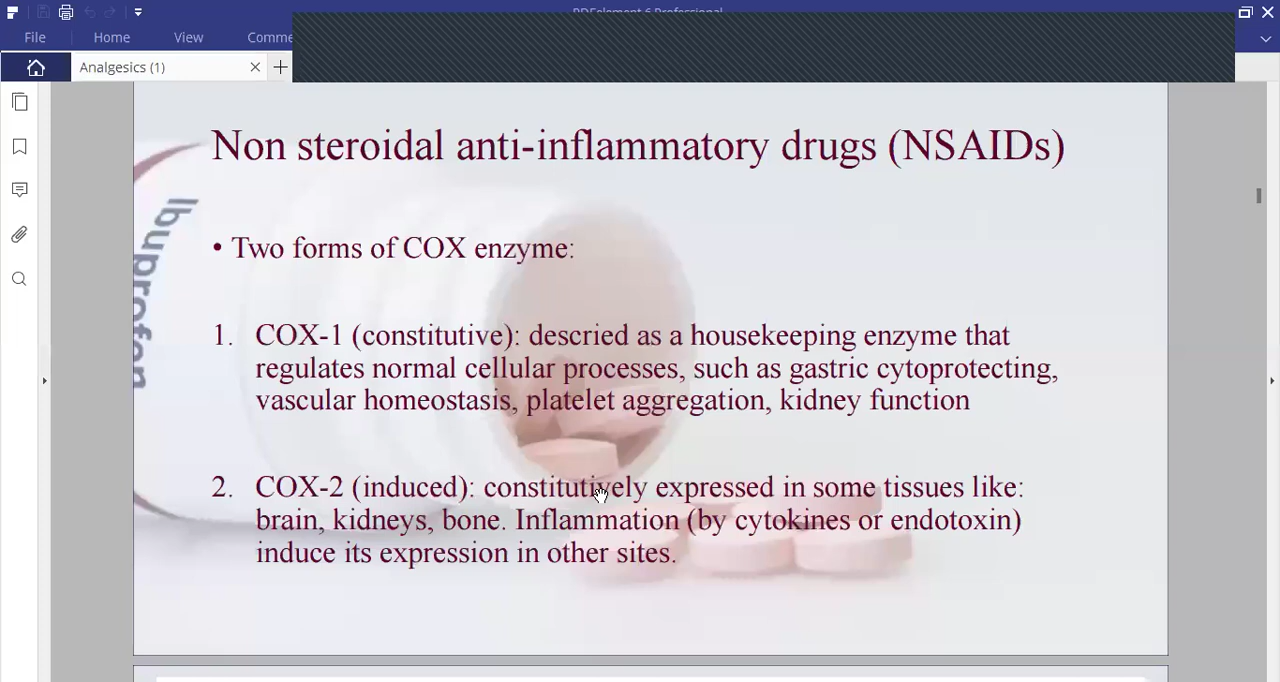 File Home View Comme
Analgesics (1)
Non steroidal anti-inflammatory drugs (NSAIDs)
Ibuprofen
• Two forms of COX enzyme:
1. COX-1 (constitutive): descried as a housekeeping enzyme that
regulates normal cellular processes, such as gastric cytoprotecting,
vascular homeostasis, platelet aggregation, kidney function
2. COX-2 (induced): constitutively expressed in some tissues like:
brain, kidneys, bone. Inflammation (by cytokines or endotoxin)
induce its expression in other sites.